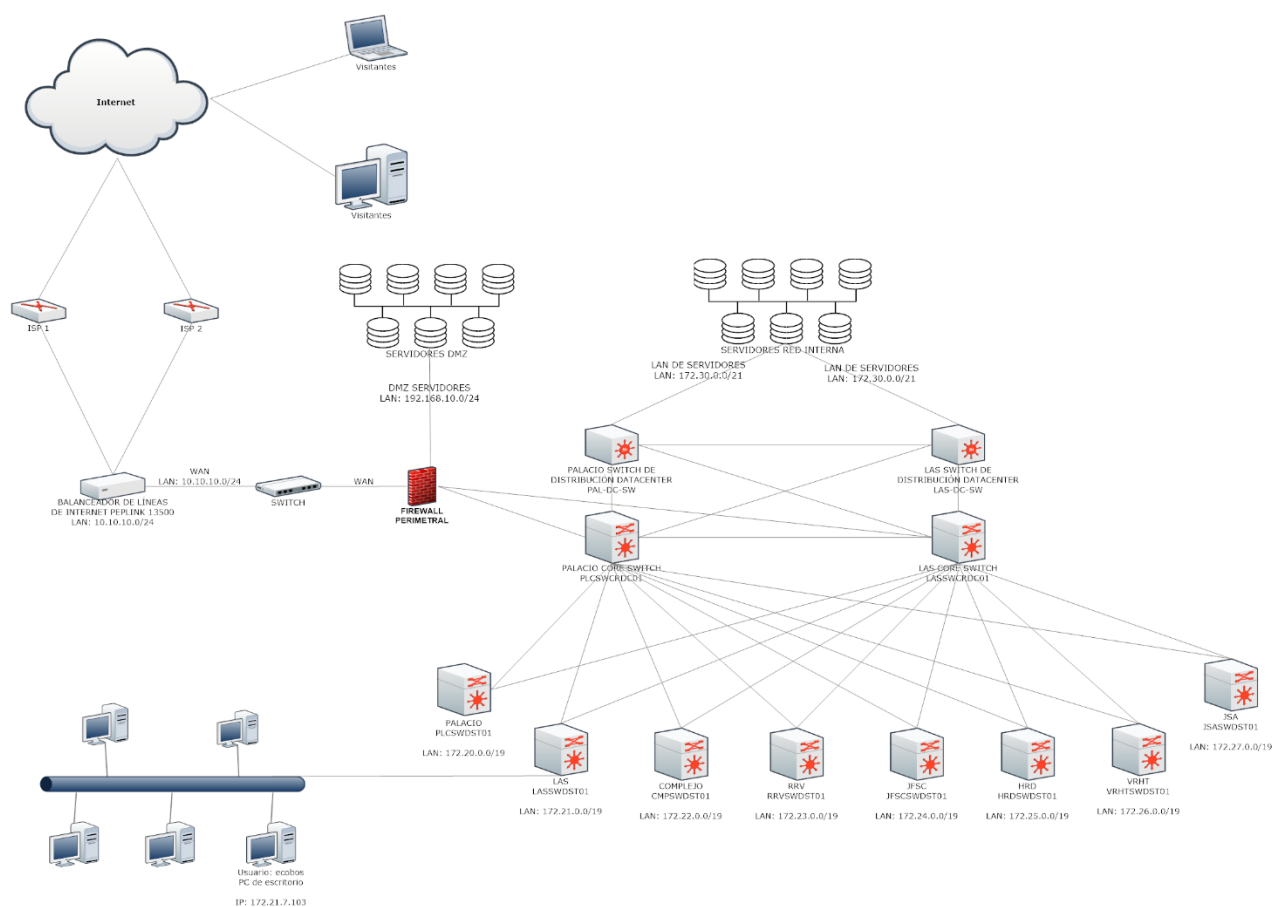 Internet
Visitantes
Visitantes
ISP 1
ISP 2
SERVIDORES DMZ
DMZ SERVIDORES
LAN: 192.168.10.0/24
SERVIDORES RED INTERNA
LAN DE SERVIDORES
LAN: 172.30.0.0/21
LAN DE SERVIDORES
LAN: 172.30.0.0/21
PALACIO SWITCH DE
DISTRIBUCIÓN DATACENTER
PAL-DC-SW
LAS SWITCH DE
DISTRIBUCIÓN DATACENTER
LAS-DC-SW
WAN
LAN: 10.10.10.0/24
BALANCEADOR DE LÍNEAS
DE INTERNET PEPLINK 13500
LAN: 10.10.10.0/24
SWITCH
WAN
FIREWALL
PERIMETRAL
PALACIO CORE SWITCH
PLCSWCRDC01
LAS CORE SWITCH
LASSWCRDC01
PALACIO
PLCSWDST01
LAN: 172.20.0.0/19
LAS
LASSWDST01
LAN: 172.21.0.0/19
COMPLEJO
CMPSWDST01
LAN: 172.22.0.0/19
RRV
RRVSWDST01
LAN: 172.23.0.0/19
JFSC
JFSCSWDST01
LAN: 172.24.0.0/19
HRD
HRDSWDST01
LAN: 172.25.0.0/19
VRHT
VRHTSWDST01
LAN: 172.26.0.0/19
JSA
JSASWDST01
LAN: 172.27.0.0/19
Usuario: ecobos
PC de escritorio
IP: 172.21.7.103